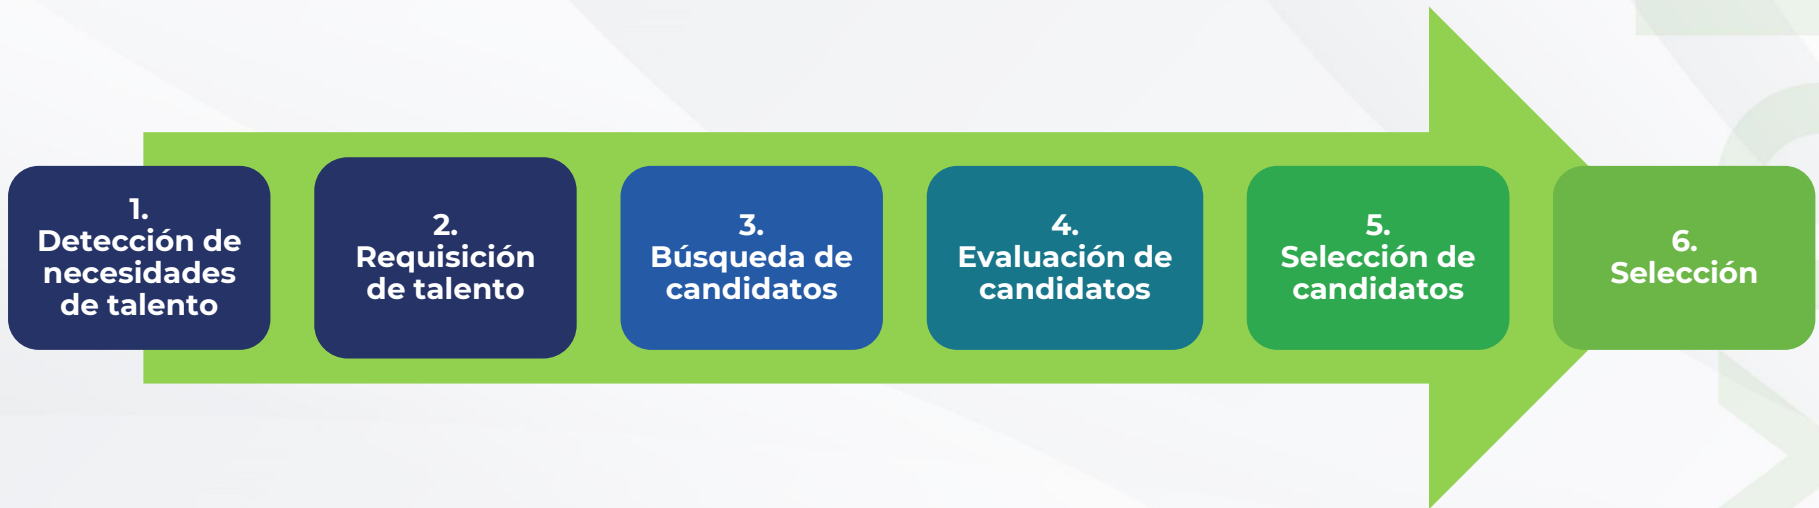 1.
Detección de
necesidades
de talento
2.
Requisición
de talento
3.
Búsqueda de
candidatos
4.
Evaluación de
candidatos
5.
Selección de
candidatos
6.
Selección